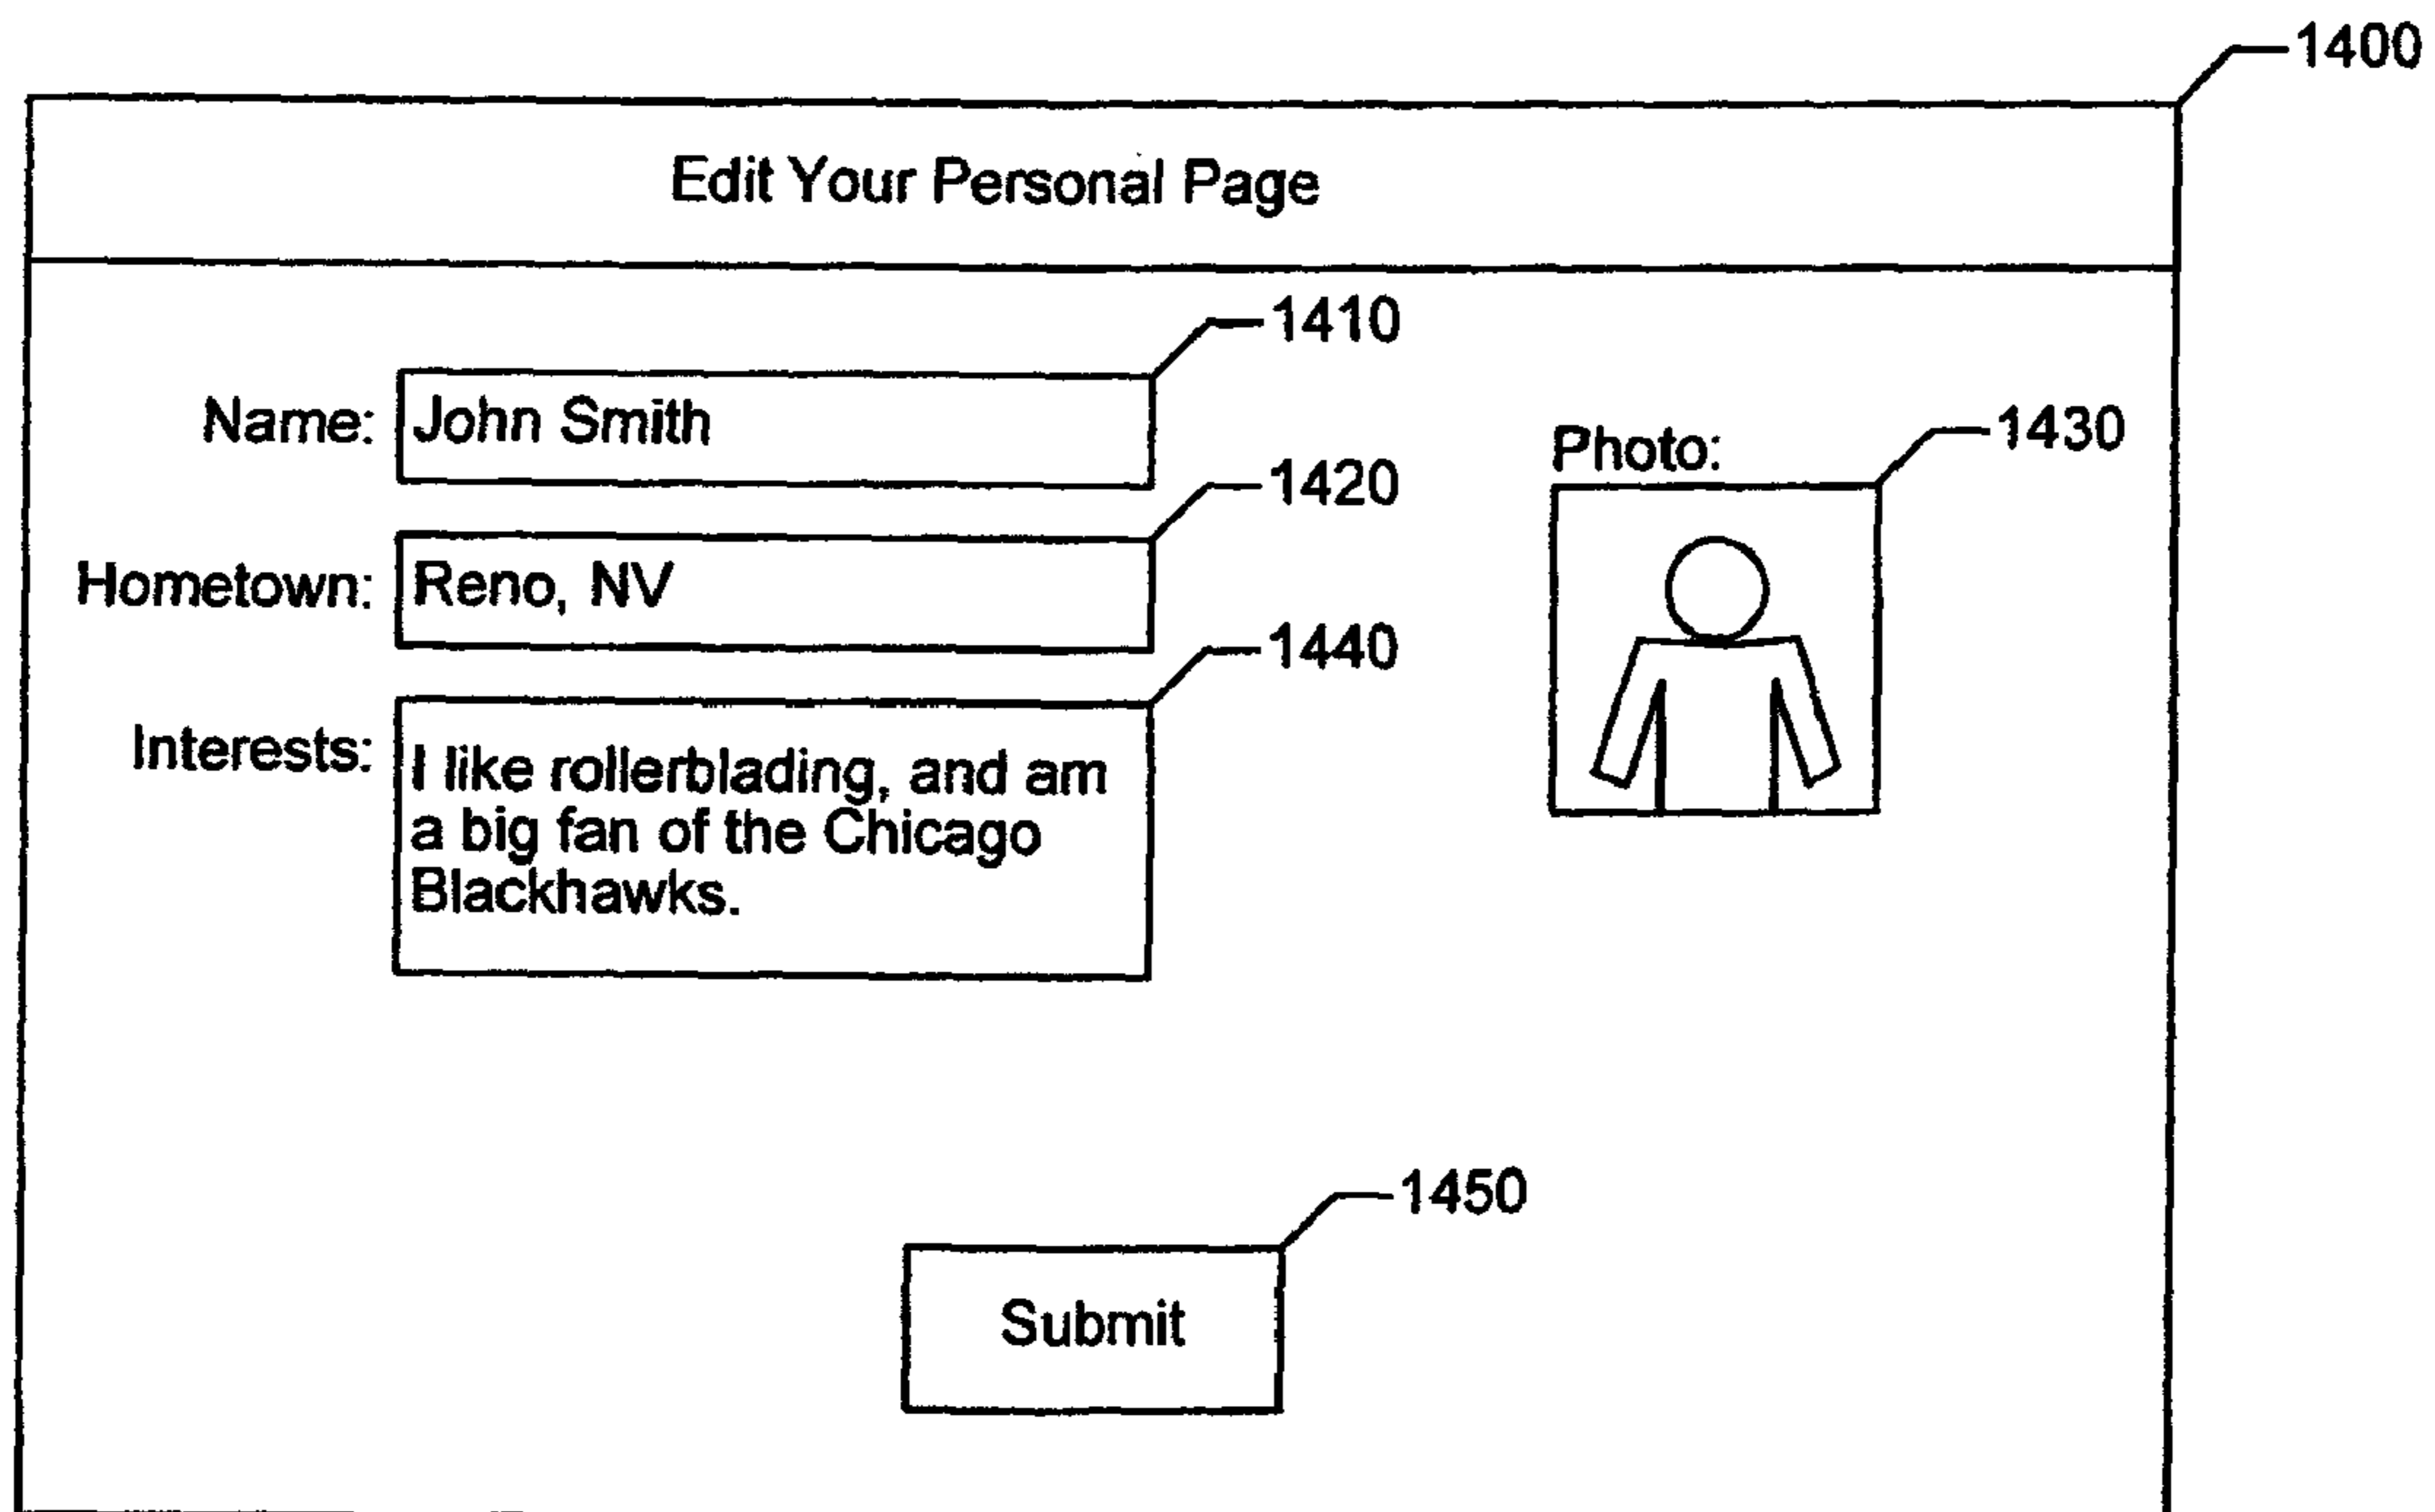 1400
Edit Your Personal Page
1410
Name: John Smith
Photo: 1430
1420
Hometown: Reno, NV
1440
Interests: I like rollerblading, and am
a big fan of the Chicago
Blackhawks.
1450
Submit